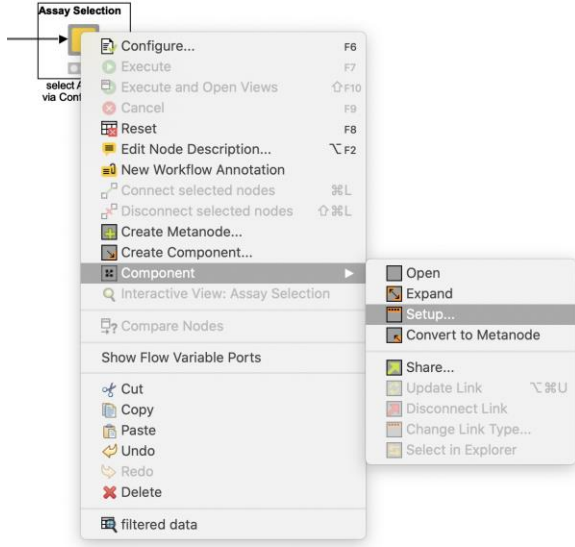 Assay Selection
select A
via Conf
Configure... F6
Execute F7
Execute and Open Views ⇧F10
Cancel F9
Reset F8
Edit Node Description... ⌥F2
New Workflow Annotation
Connect selected nodes ⌘L
Disconnect selected nodes ⇧⌘L
Create Metanode...
Create Component...
Component
Interactive View: Assay Selection
Compare Nodes
Show Flow Variable Ports
Cut
Copy
Paste
Undo
Redo
Delete
filtered data
Open
Expand
Setup...
Convert to Metanode
Share...
Update Link ⌥⌘U
Disconnect Link
Change Link Type...
Select in Explorer